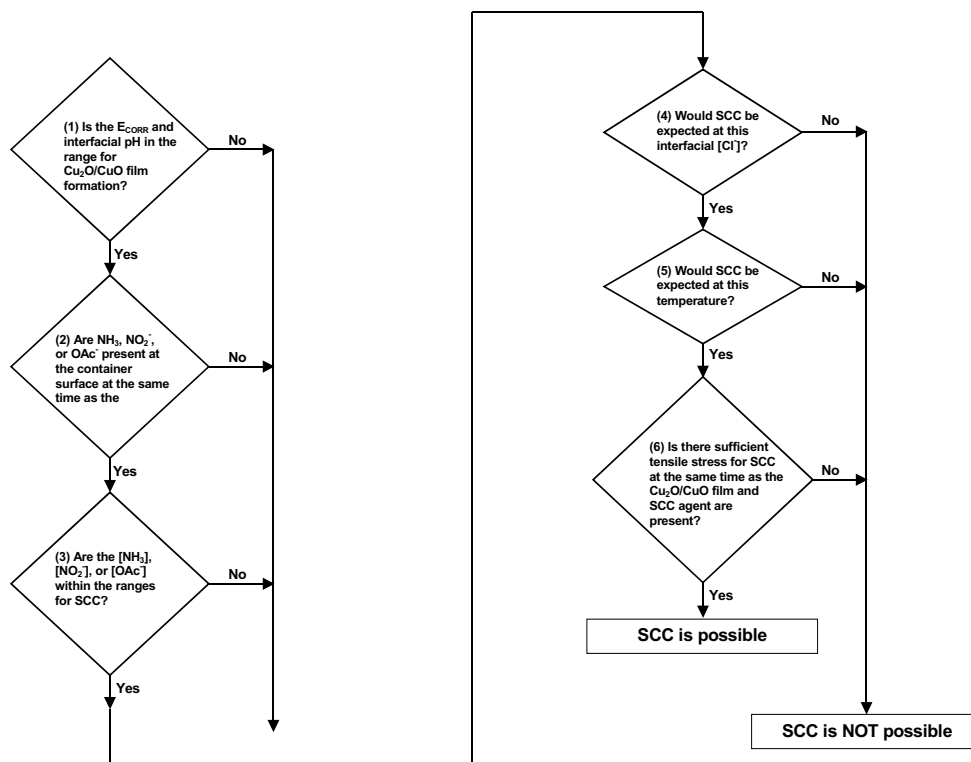 (1) Is the E_CORR and
interfacial pH in the
range for
Cu₂O/CuO film
formation?
No
Yes
(2) Are NH₃, NO₂⁻,
or OAc⁻ present at
the container
surface at the same
time as the
No
Yes
(3) Are the [NH₃],
[NO₂⁻], or [OAc⁻]
within the ranges
for SCC?
No
Yes
(4) Would SCC be
expected at this
interfacial [Cl⁻]?
No
Yes
(5) Would SCC be
expected at this
temperature?
No
Yes
(6) Is there sufficient
tensile stress for SCC
at the same time as the
Cu₂O/CuO film and
SCC agent are
present?
No
Yes
SCC is possible
SCC is NOT possible